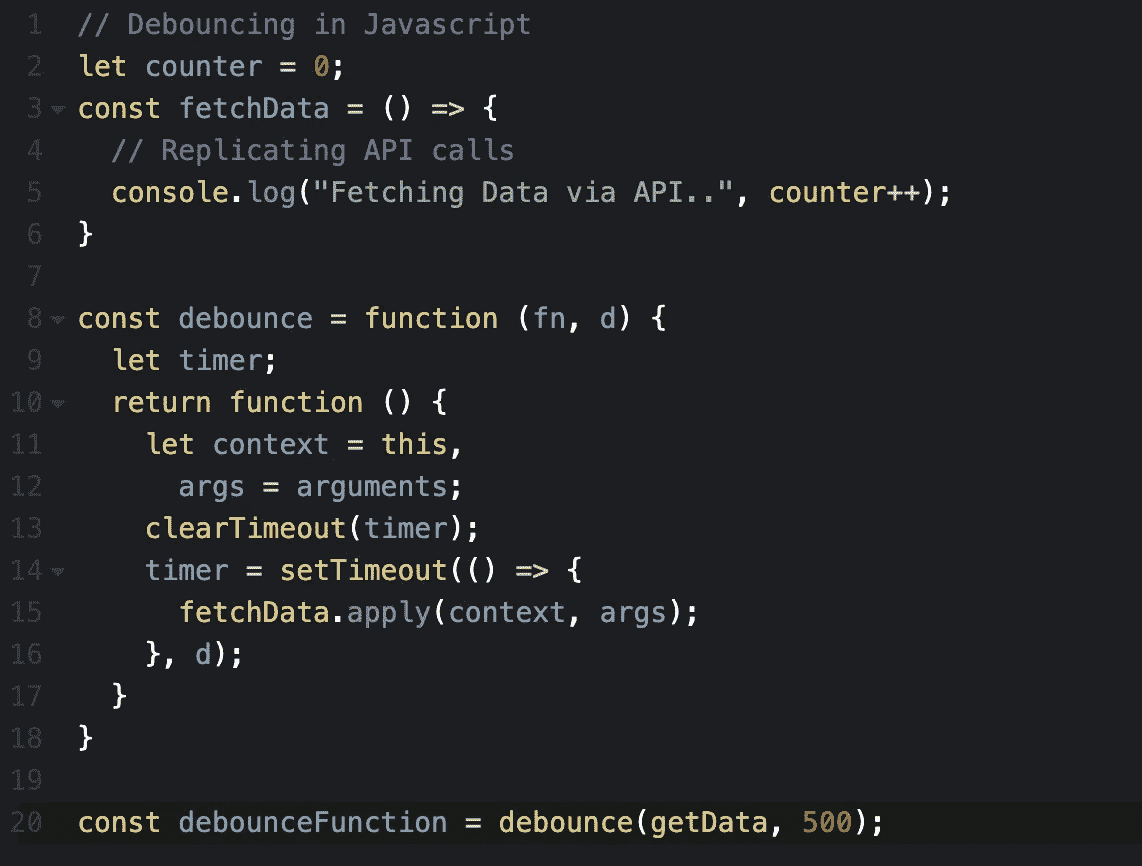 1 // Debouncing in Javascript
2 let counter = 0;
3 const fetchData = () => {
4   // Replicating API calls
5   console.log("Fetching Data via API..", counter++);
6 }
7
8 const debounce = function (fn, d) {
9   let timer;
10   return function () {
11     let context = this,
12       args = arguments;
13     clearTimeout(timer);
14     timer = setTimeout(() => {
15       fetchData.apply(context, args);
16     }, d);
17   }
18 }
19
20 const debounceFunction = debounce(getData, 500);